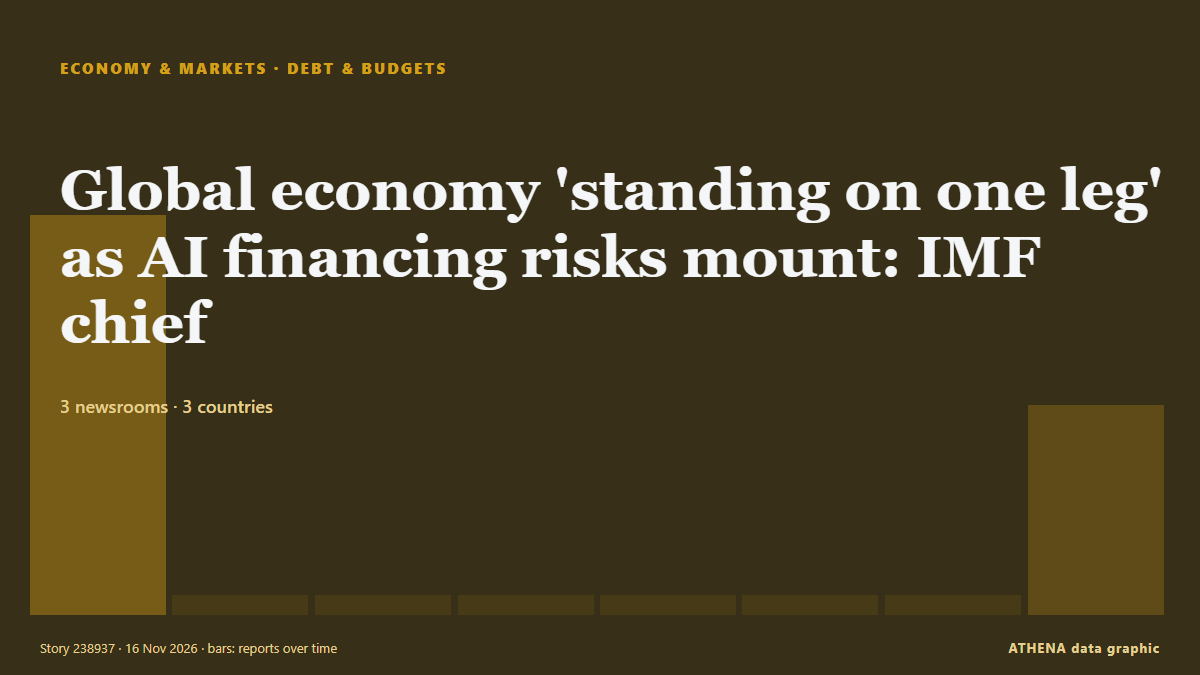 ECONOMY & MARKETS · DEBT & BUDGETS
Global economy 'standing on one leg'
as AI financing risks mount: IMF
chief
3 newsrooms · 3 countries
Story 238937 · 16 Nov 2026 · bars: reports over time
ATHENA data graphic